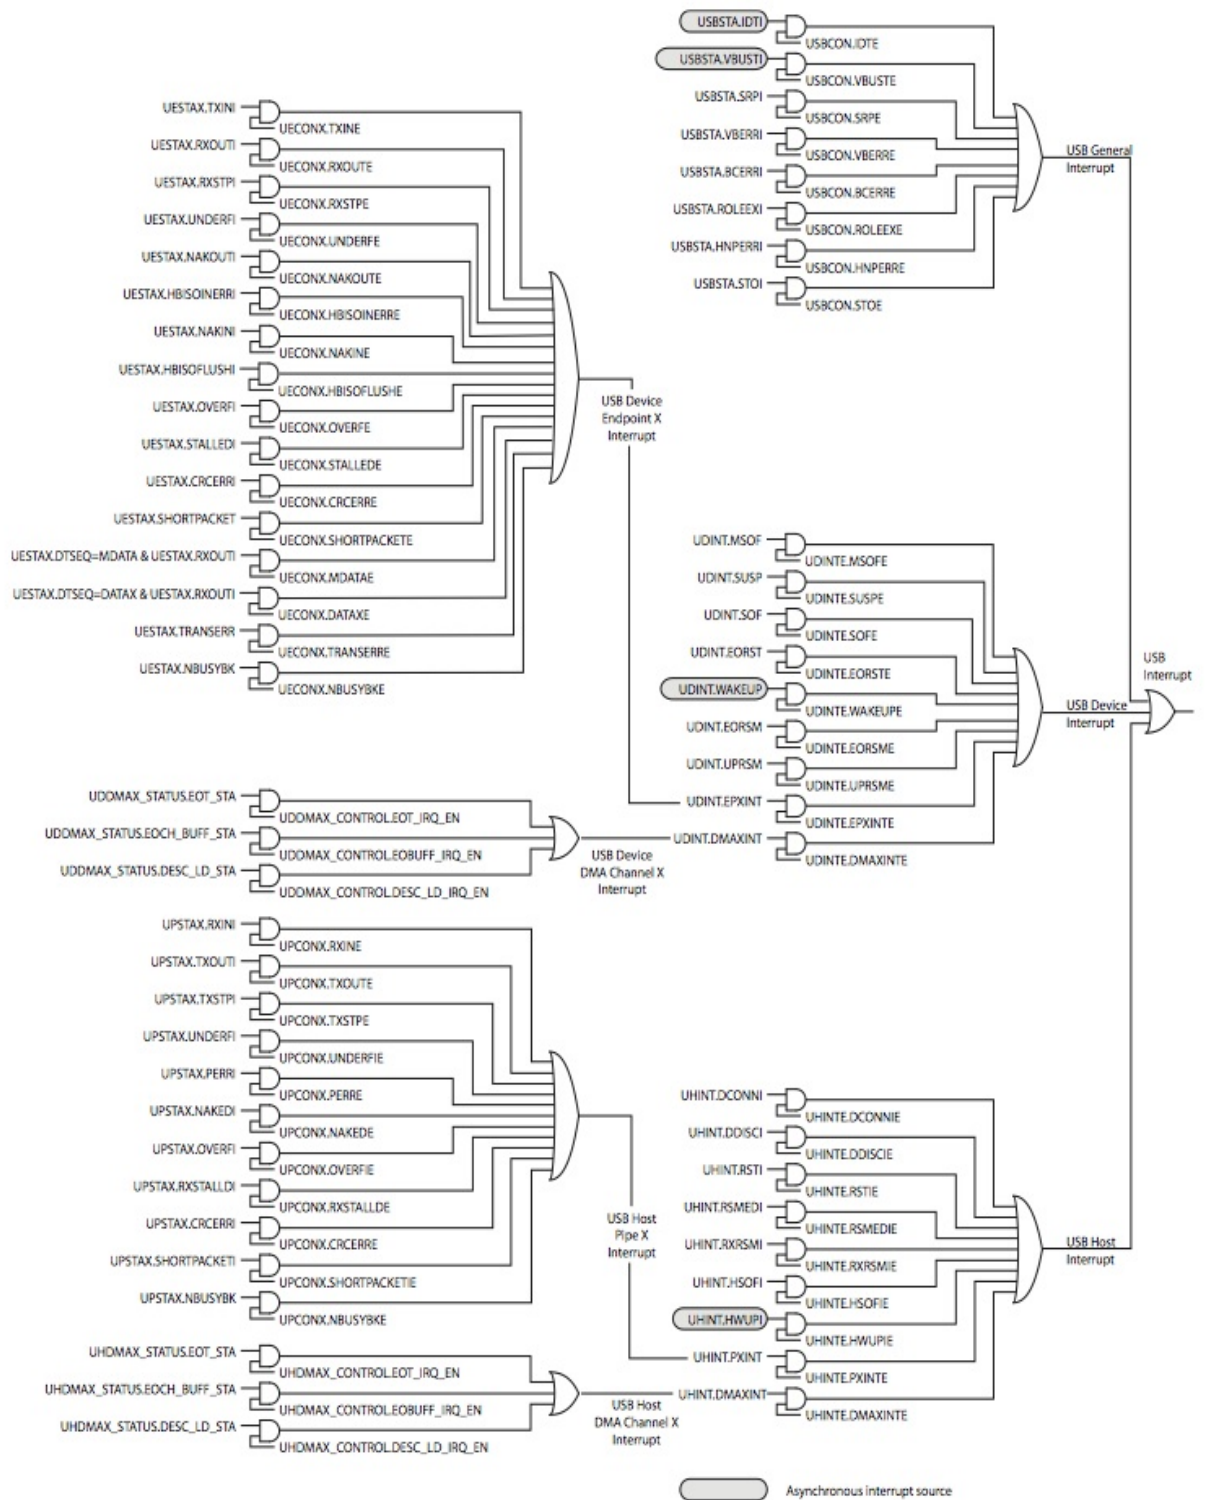 USBSTA.IDTI
USBCON.IDTE
USBSTA.VBUSTI
USBCON.VBUSTE
USBSTA.SRPI
USBCON.SRPE
USBSTA.VBERRI
USBCON.VBERRE
USBSTA.BCERRI
USBCON.BCERRE
USBSTA.ROLEEXI
USBCON.ROLEEXE
USBSTA.HNPERRI
USBCON.HNPERRE
USBSTA.STOI
USBCON.STOE
USB General
Interrupt
UESTAX.TXINI
UECONX.TXINE
UESTAX.RXOUTI
UECONX.RXOUTE
UESTAX.RXSTPI
UECONX.RXSTPE
UESTAX.UNDERFI
UECONX.UNDERFE
UESTAX.NAKOUTI
UECONX.NAKOUTE
UESTAX.HBISOINERRI
UECONX.HBISOINERRE
UESTAX.NAKINI
UECONX.NAKINE
UESTAX.HBISOFLUSHI
UECONX.HBISOFLUSHE
UESTAX.OVERFI
UECONX.OVERFE
UESTAX.STALLEDI
UECONX.STALLEDE
UESTAX.CRCERRI
UECONX.CRCERRE
UESTAX.SHORTPACKET
UECONX.SHORTPACKETE
UESTAX.DTSEQ=MDATA & UESTAX.RXOUTI
UECONX.MDATAE
UESTAX.DTSEQ=DATAX & UESTAX.RXOUTI
UECONX.DATAXE
UESTAX.TRANSERR
UECONX.TRANSERRE
UESTAX.NBUSYBK
UECONX.NBUSYBKE
USB Device
Endpoint X
Interrupt
UDINT.MSOF
UDINTE.MSOFE
UDINT.SUSP
UDINTE.SUSPE
UDINT.SOF
UDINTE.SOFE
UDINT.EORST
UDINTE.EORSTE
UDINT.WAKEUP
UDINTE.WAKEUPE
UDINT.EORSM
UDINTE.EORSME
UDINT.UPRSM
UDINTE.UPRSME
UDINT.EPXINT
UDINTE.EPXINTE
UDINT.DMAXINT
UDINTE.DMAXINTE
USB Device
Interrupt
USB
Interrupt
UDDMAX_STATUS.EOT_STA
UDDMAX_CONTROL.EOT_IRQ_EN
UDDMAX_STATUS.EOCH_BUFF_STA
UDDMAX_CONTROL.EOBUFF_IRQ_EN
UDDMAX_STATUS.DESC_LD_STA
UDDMAX_CONTROL.DESC_LD_IRQ_EN
USB Device
DMA Channel X
Interrupt
UPSTAX.RXINI
UPCONX.RXINE
UPSTAX.TXOUTI
UPCONX.TXOUTE
UPSTAX.TXSTPI
UPCONX.TXSTPE
UPSTAX.UNDERFI
UPCONX.UNDERFIE
UPSTAX.PERRI
UPCONX.PERRE
UPSTAX.NAKEDI
UPCONX.NAKEDE
UPSTAX.OVERFI
UPCONX.OVERFIE
UPSTAX.RXSTALLDI
UPCONX.RXSTALLDE
UPSTAX.CRCERRI
UPCONX.CRCERRE
UPSTAX.SHORTPACKETI
UPCONX.SHORTPACKETIE
UPSTAX.NBUSYBK
UPCONX.NBUSYBKE
USB Host
Pipe X
Interrupt
UHINT.DCONNI
UHINTE.DCONNIE
UHINT.DDISCI
UHINTE.DDISCIE
UHINT.RSTI
UHINTE.RSTIE
UHINT.RSMEDI
UHINTE.RSMEDIE
UHINT.RXRSMI
UHINTE.RXRSMIE
UHINT.HSOFI
UHINTE.HSOFIE
UHINT.HWUPI
UHINTE.HWUPIE
UHINT.PXINT
UHINTE.PXINTE
UHINT.DMAXINT
UHINTE.DMAXINTE
USB Host
Interrupt
UHDMAX_STATUS.EOT_STA
UHDMAX_CONTROL.EOT_IRQ_EN
UHDMAX_STATUS.EOCH_BUFF_STA
UHDMAX_CONTROL.EOBUFF_IRQ_EN
UHDMAX_STATUS.DESC_LD_STA
UHDMAX_CONTROL.DESC_LD_IRQ_EN
USB Host
DMA Channel X
Interrupt
Asynchronous interrupt source